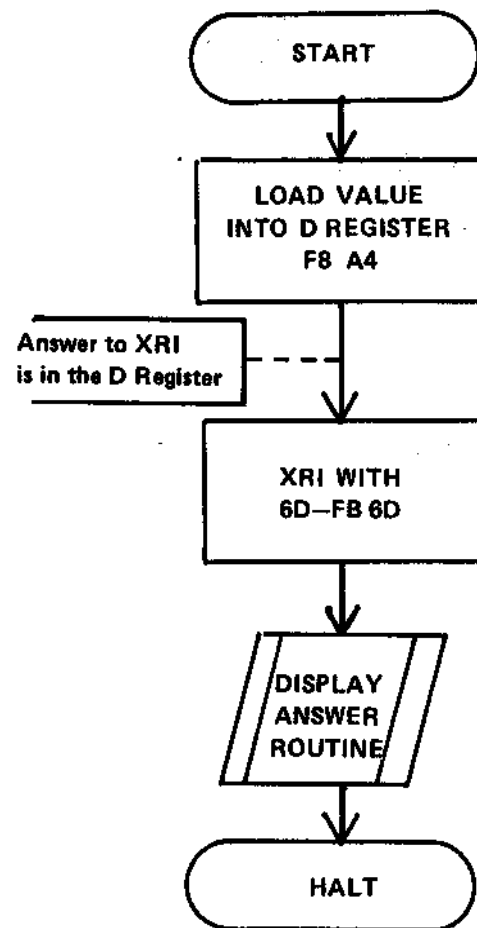 START
LOAD VALUE
INTO D REGISTER
F8 A4
Answer to XRI
is in the D Register
XRI WITH
6D—FB 6D
DISPLAY
ANSWER
ROUTINE
HALT